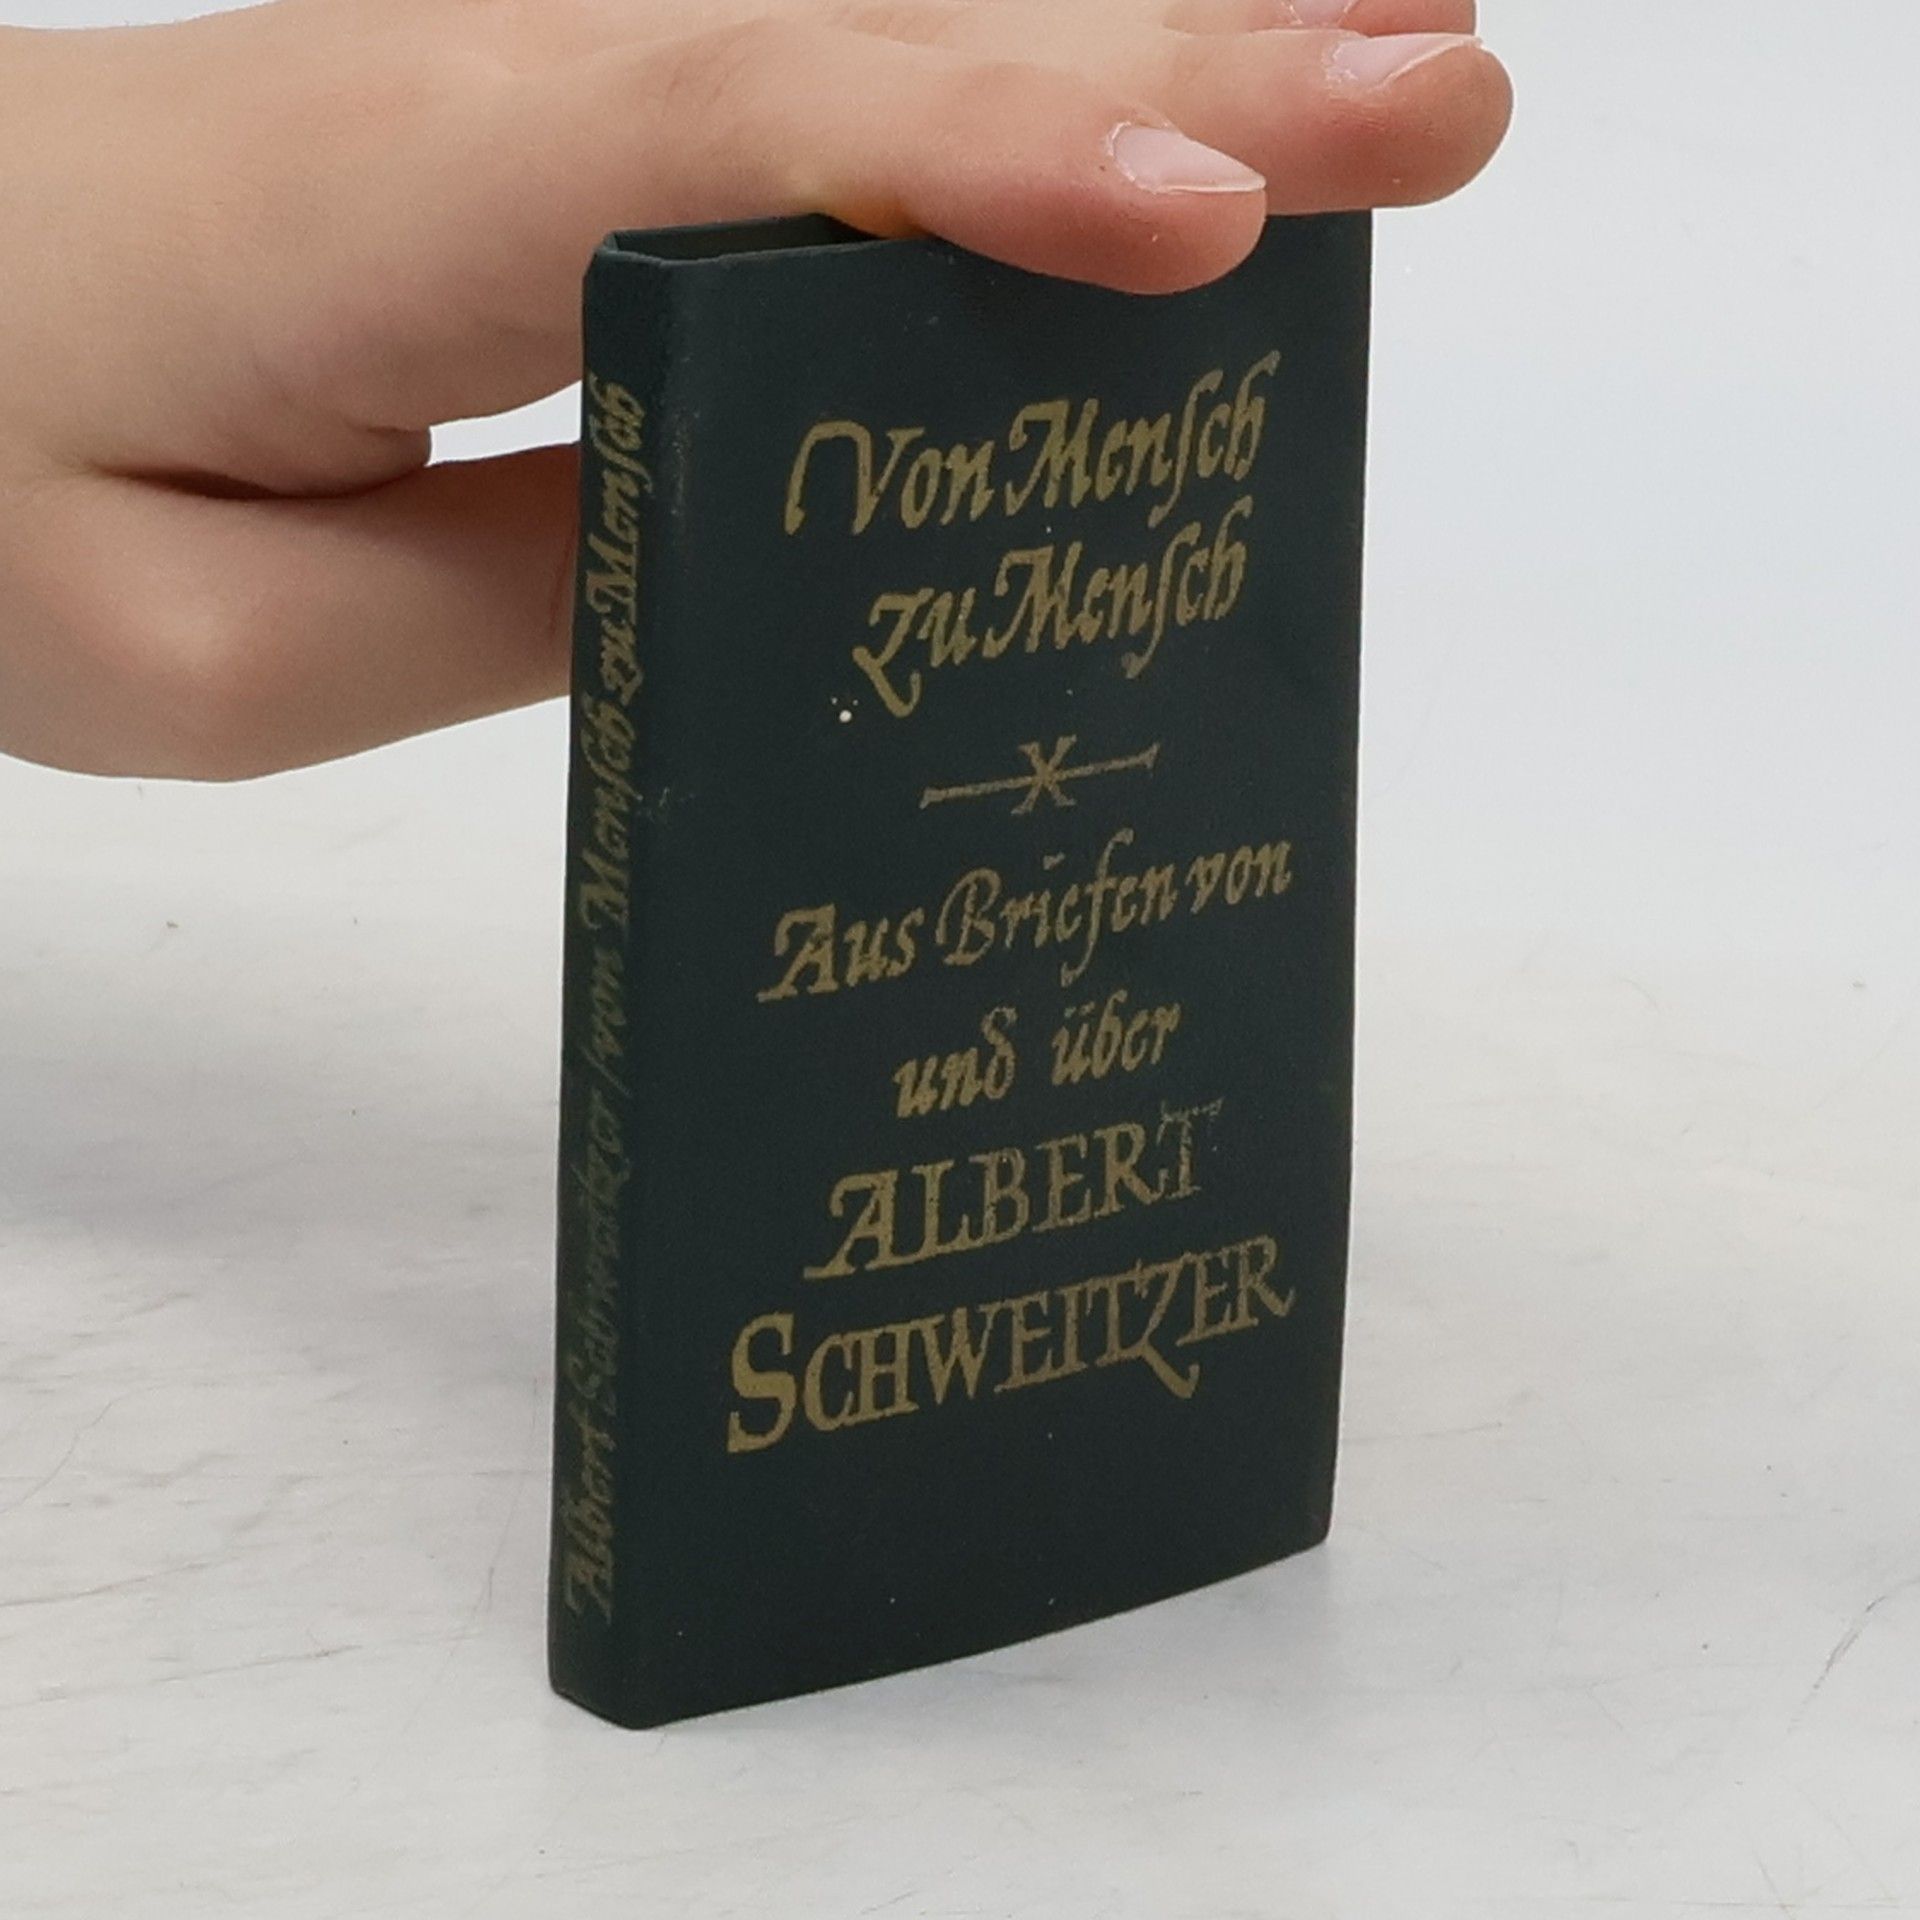 Von Menſch
zu Menſch
Aus Briefen von
und über
ALBERT
SCHWEITZER
Albert Schweitzer / von Menſch zu Menſch